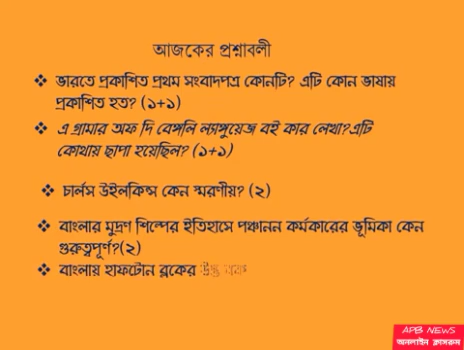 আজকের প্রশ্নাবলী
❖ ভারতে প্রকাশিত প্রথম সংবাদপত্র কোনটি? এটি কোন ভাষায়
প্রকাশিত হত? (১+১)
❖ এ গ্রামার অফ দি বেঙ্গলি ল্যাঙ্গুয়েজ বই কার লেখা?এটি
কোথায় ছাপা হয়েছিল? (১+১)
❖ চার্লস উইলকিন্স কেন স্মরণীয়? (২)
❖ বাংলার মুদ্রণ শিল্পের ইতিহাসে পঞ্চানন কর্মকারের ভূমিকা কেন
গুরুত্বপূর্ণ?(২)
❖ বাংলায় হাফটোন ব্লকের
APB NEWS
অনলাইন ক্লাসরুম